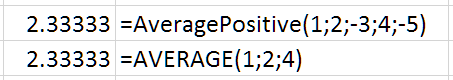 2.33333 =AveragePositive(1;2;-3;4;-5)
2.33333 =AVERAGE(1;2;4)